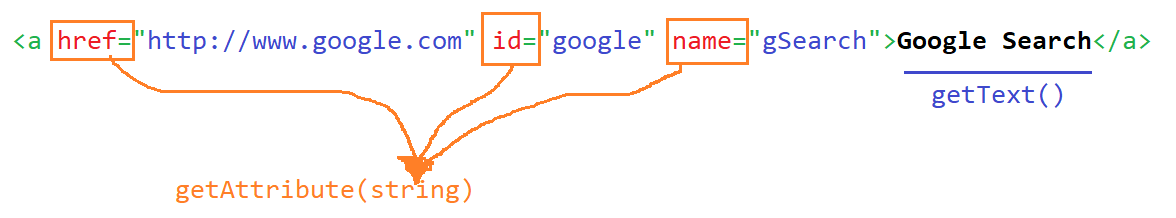 <a href="http://www.google.com" id="google" name="gSearch">Google Search</a>
getText()
getAttribute(string)